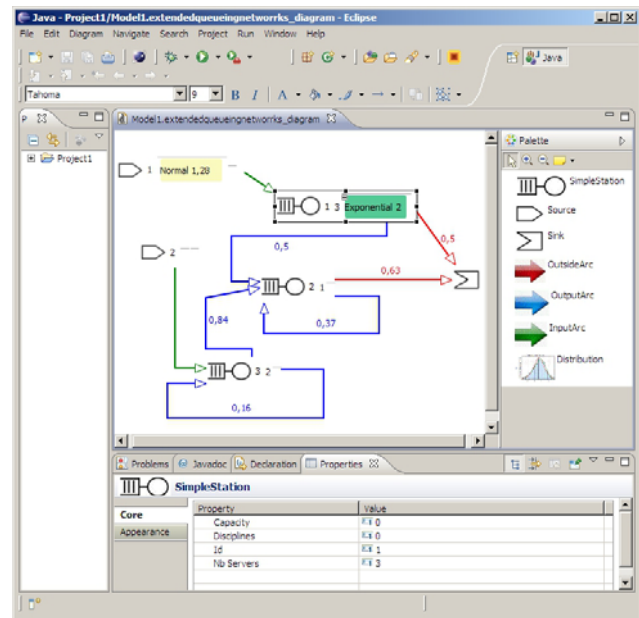 Java - Project1/Model1.extendedqueueingnetworrks_diagram - Eclipse
File Edit Diagram Navigate Search Project Run Window Help
Java
Tahoma 9 B I A
P
Model1.extendedqueueingnetworrks_diagram
Project1
Palette
SimpleStation
Source
Sink
OutsideArc
OutputArc
InputArc
Distribution
1 Normal 1,28
1 3 Exponential 2
2
0,5
0,5
0,63
2 1
0,84
0,37
3 2
0,16
Problems Javadoc Declaration Properties
SimpleStation
Core
Appearance
Property Value
Capacity 0
Disciplines 0
Id 1
Nb Servers 3